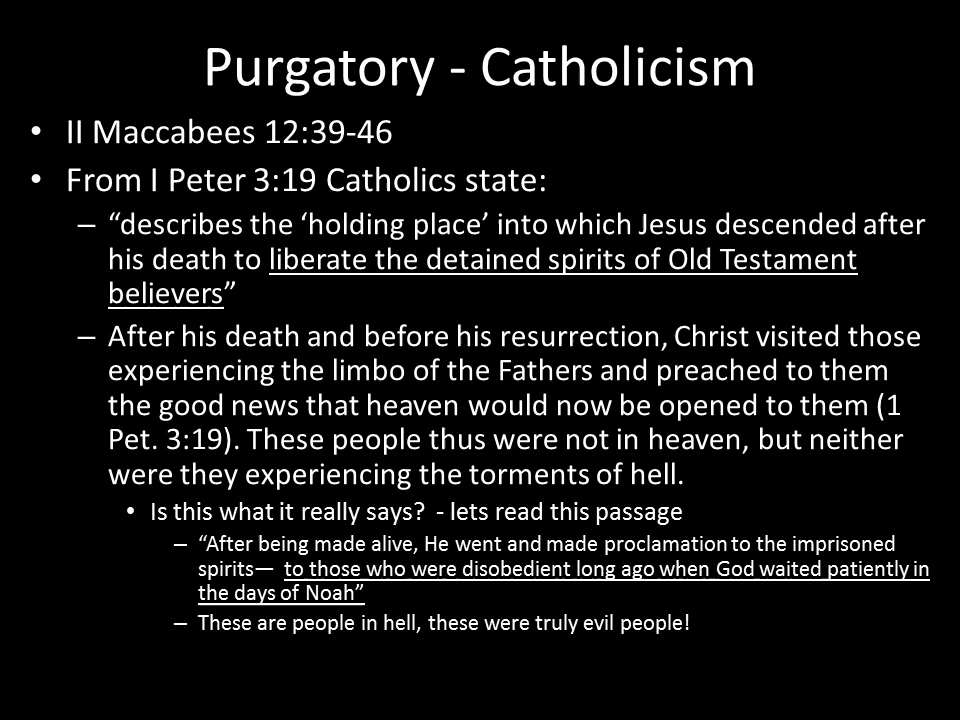 Purgatory - Catholicism
• II Maccabees 12:39-46
• From I Peter 3:19 Catholics state:
– “describes the ‘holding place’ into which Jesus descended after
his death to liberate the detained spirits of Old Testament
believers”
– After his death and before his resurrection, Christ visited those
experiencing the limbo of the Fathers and preached to them
the good news that heaven would now be opened to them (1
Pet. 3:19). These people thus were not in heaven, but neither
were they experiencing the torments of hell.
• Is this what it really says?  - lets read this passage
– “After being made alive, He went and made proclamation to the imprisoned
spirits— to those who were disobedient long ago when God waited patiently in
the days of Noah”
– These are people in hell, these were truly evil people!